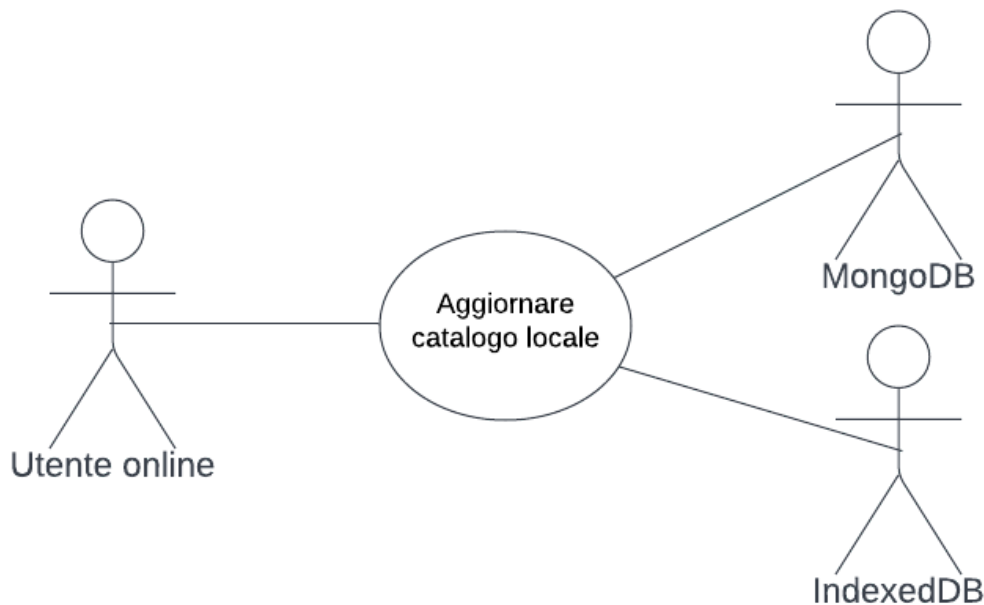 MongoDB
Aggiornare
catalogo locale
Utente online
IndexedDB